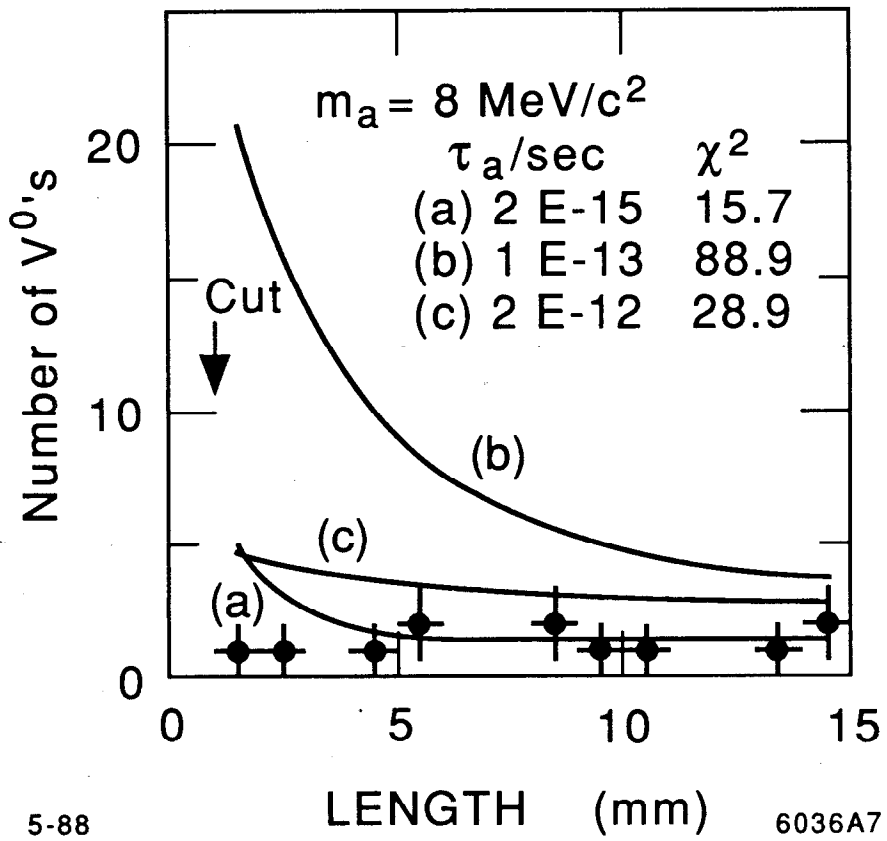 m_a = 8 MeV/c²
τ_a/sec χ²
(a) 2 E-15 15.7
(b) 1 E-13 88.9
(c) 2 E-12 28.9
Number of V⁰'s
20
10
0
Cut
(b)
(c)
(a)
0 5 10 15
LENGTH (mm)
5-88 6036A7